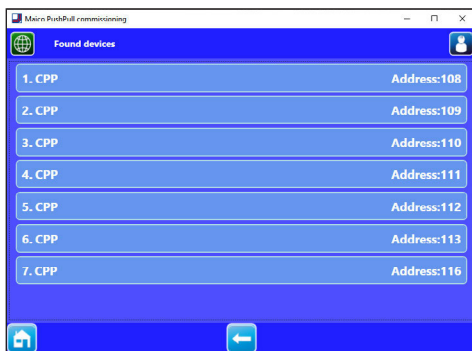 Maico PushPull commissioning
Found devices
1. CPP Address:108
2. CPP Address:109
3. CPP Address:110
4. CPP Address:111
5. CPP Address:112
6. CPP Address:113
7. CPP Address:116